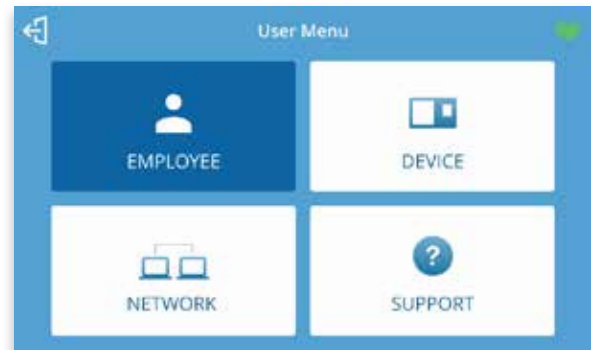 User Menu
EMPLOYEE
DEVICE
NETWORK
?
SUPPORT